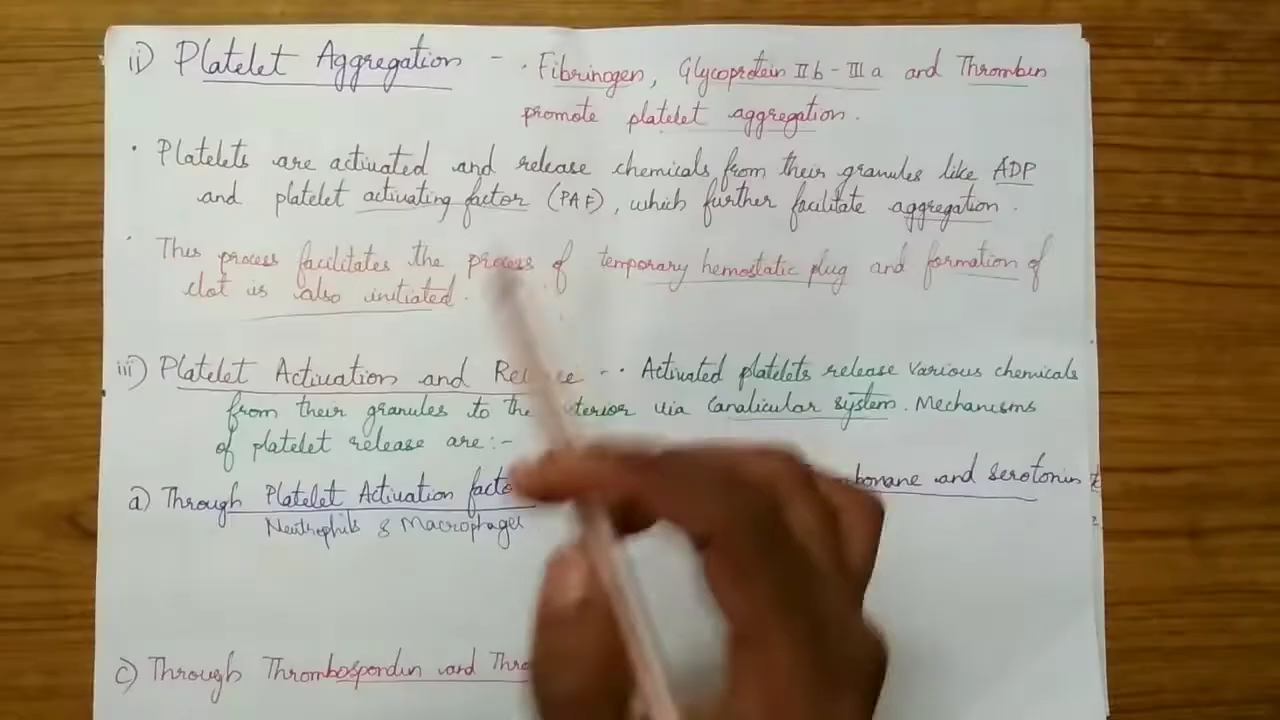 ii) Platelet Aggregation - · Fibrinogen, Glycoprotein IIb - IIIa and Thrombin
promote platelet aggregation.
· Platelets are activated and release chemicals from their granules like ADP
and platelet activating factor (PAF), which further facilitate aggregation.
· This process facilitates the process of temporary hemostatic plug and formation of
clot is also initiated.
iii) Platelet Activation and - · Activated platelets release various chemicals
from their granules to the via canalicular system. Mechanisms
of platelet release are:-
a) Through Platelet Activation and serotonin
Neutrophils & Macrophages
c) Through Thrombospondin and